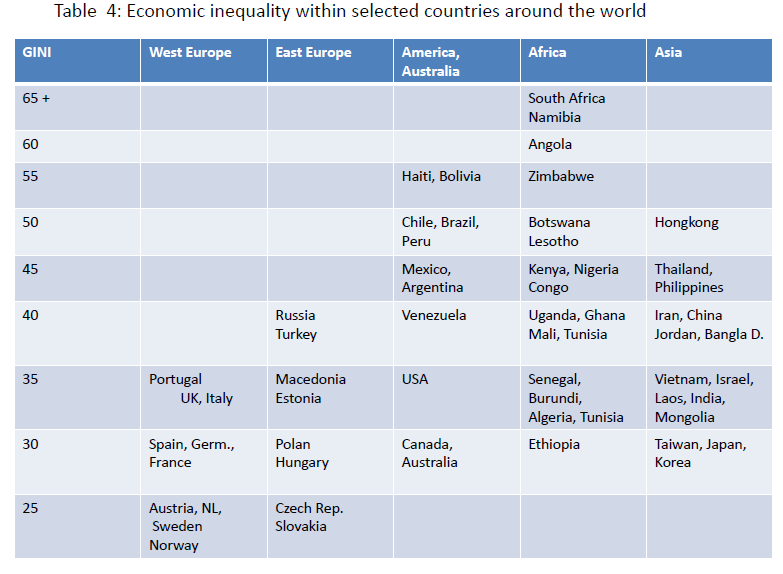 Table 4: Economic inequality within selected countries around the world
GINI West Europe East Europe America, Africa Asia
Australia
65 + South Africa
Namibia
60 Angola
55 Haiti, Bolivia Zimbabwe
50 Chile, Brazil, Botswana Hongkong
Peru Lesotho
45 Mexico, Kenya, Nigeria Thailand,
Argentina Congo Philippines
40 Russia Venezuela Uganda, Ghana Iran, China
Turkey Mali, Tunisia Jordan, Bangla D.
35 Portugal Macedonia USA Senegal, Vietnam, Israel,
UK, Italy Estonia Burundi, Laos, India,
Algeria, Tunisia Mongolia
30 Spain, Germ., Polan Canada, Ethiopia Taiwan, Japan,
France Hungary Australia Korea
25 Austria, NL, Czech Rep.
Sweden Slovakia
Norway